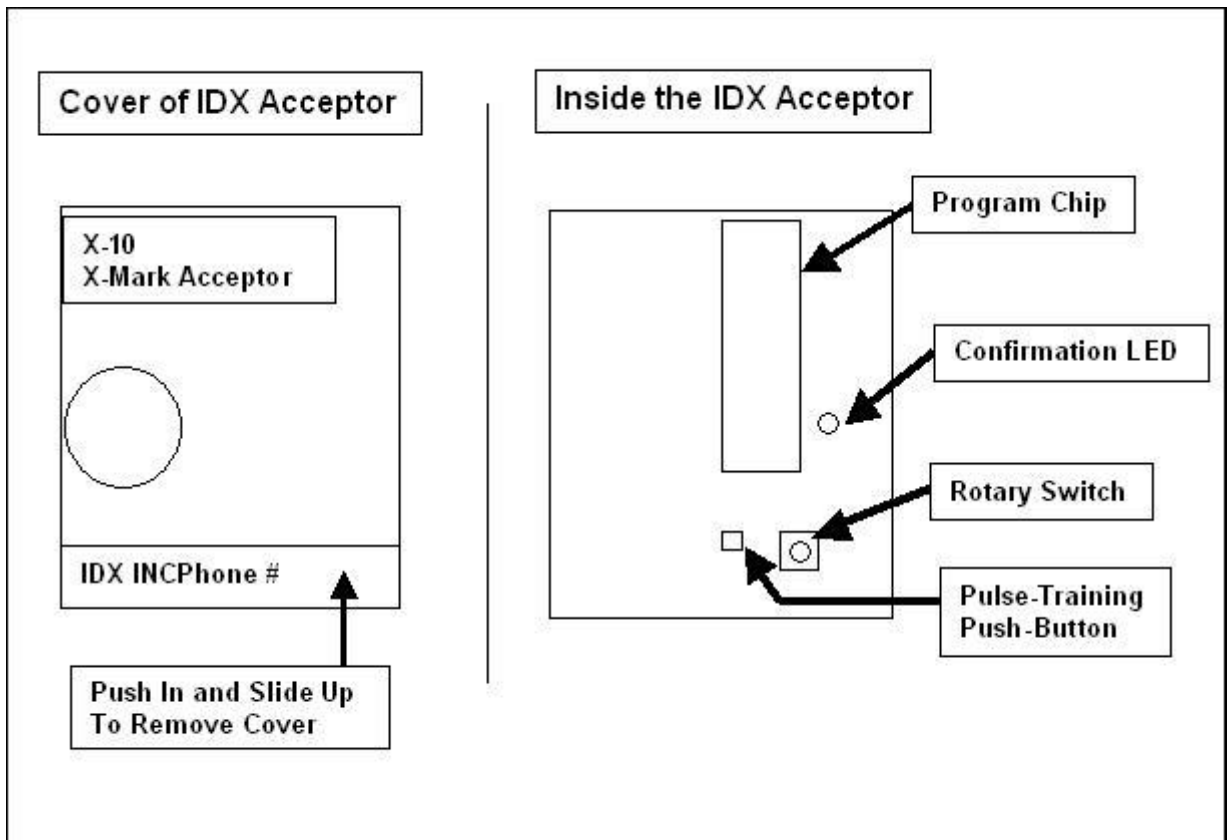 Cover of IDX Acceptor
X-10
X-Mark Acceptor
IDX INCPhone #
Push In and Slide Up
To Remove Cover
Inside the IDX Acceptor
Program Chip
Confirmation LED
Rotary Switch
Pulse-Training
Push-Button